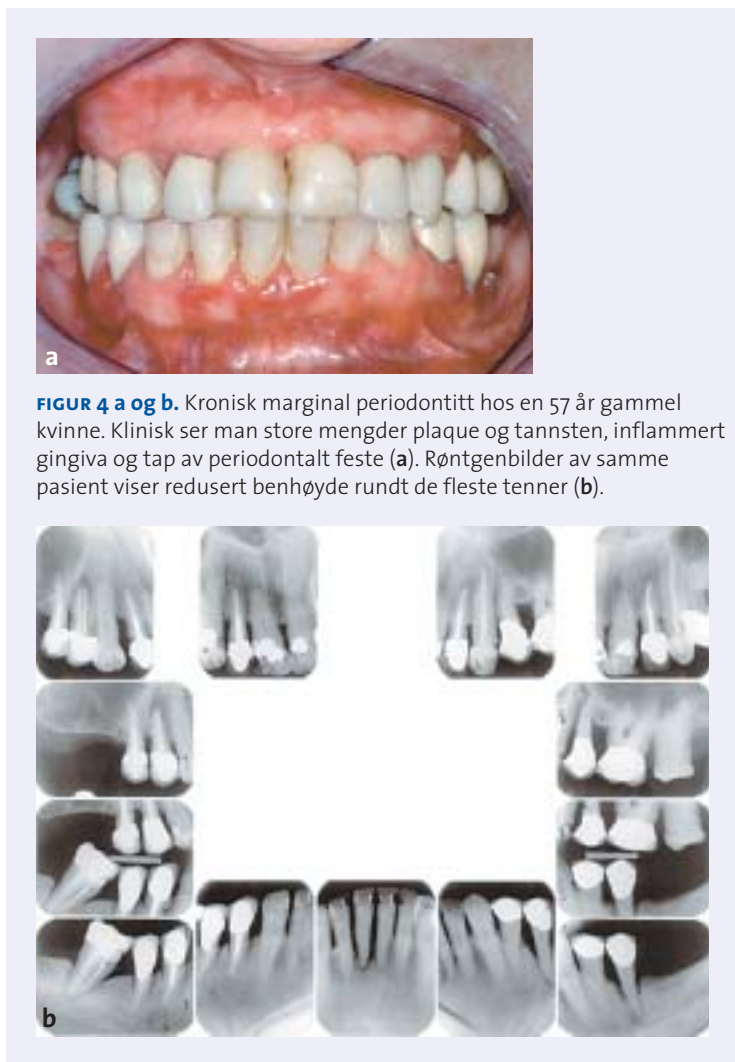 a
FIGUR 4 a og b. Kronisk marginal periodontitt hos en 57 år gammel
kvinne. Klinisk ser man store mengder plaque og tannsten, inflammert
gingiva og tap av periodontalt feste (a). Røntgenbilder av samme
pasient viser redusert benhøyde rundt de fleste tenner (b).
b